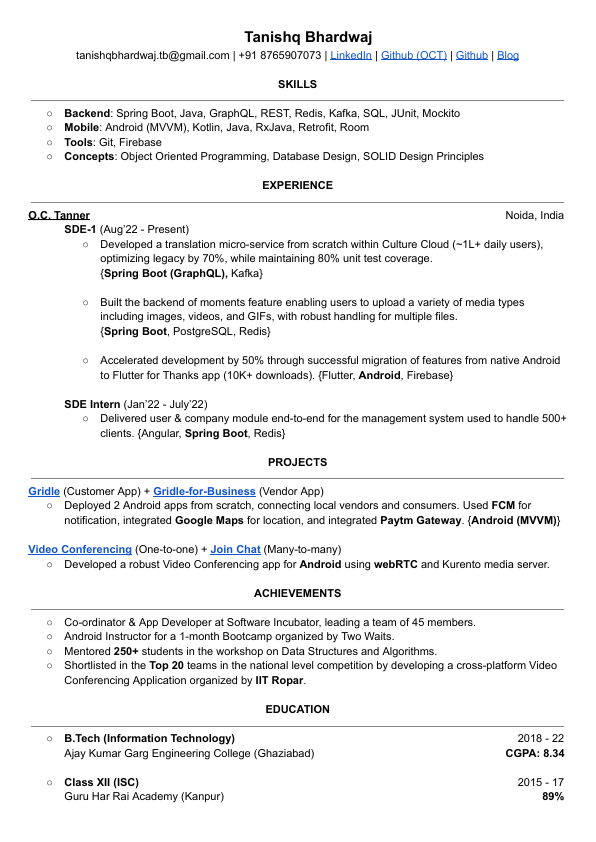 Tanishq Bhardwaj
tanishqbhardwaj.tb@gmail.com | +91 8765907073 | LinkedIn | Github (OCT) | Github | Blog
SKILLS
○ Backend: Spring Boot, Java, GraphQL, REST, Redis, Kafka, SQL, JUnit, Mockito
○ Mobile: Android (MVVM), Kotlin, Java, RxJava, Retrofit, Room
○ Tools: Git, Firebase
○ Concepts: Object Oriented Programming, Database Design, SOLID Design Principles
EXPERIENCE
O.C. Tanner Noida, India
SDE-1 (Aug'22 - Present)
○ Developed a translation micro-service from scratch within Culture Cloud (~1L+ daily users),
optimizing legacy by 70%, while maintaining 80% unit test coverage.
{Spring Boot (GraphQL), Kafka}
○ Built the backend of moments feature enabling users to upload a variety of media types
including images, videos, and GIFs, with robust handling for multiple files.
{Spring Boot, PostgreSQL, Redis}
○ Accelerated development by 50% through successful migration of features from native Android
to Flutter for Thanks app (10K+ downloads). {Flutter, Android, Firebase}
SDE Intern (Jan'22 - July'22)
○ Delivered user & company module end-to-end for the management system used to handle 500+
clients. {Angular, Spring Boot, Redis}
PROJECTS
Gridle (Customer App) + Gridle-for-Business (Vendor App)
○ Deployed 2 Android apps from scratch, connecting local vendors and consumers. Used FCM for
notification, integrated Google Maps for location, and integrated Paytm Gateway. {Android (MVVM)}
Video Conferencing (One-to-one) + Join Chat (Many-to-many)
○ Developed a robust Video Conferencing app for Android using webRTC and Kurento media server.
ACHIEVEMENTS
○ Co-ordinator & App Developer at Software Incubator, leading a team of 45 members.
○ Android Instructor for a 1-month Bootcamp organized by Two Waits.
○ Mentored 250+ students in the workshop on Data Structures and Algorithms.
○ Shortlisted in the Top 20 teams in the national level competition by developing a cross-platform Video
Conferencing Application organized by IIT Ropar.
EDUCATION
○ B.Tech (Information Technology) 2018 - 22
Ajay Kumar Garg Engineering College (Ghaziabad) CGPA: 8.34
○ Class XII (ISC) 2015 - 17
Guru Har Rai Academy (Kanpur) 89%